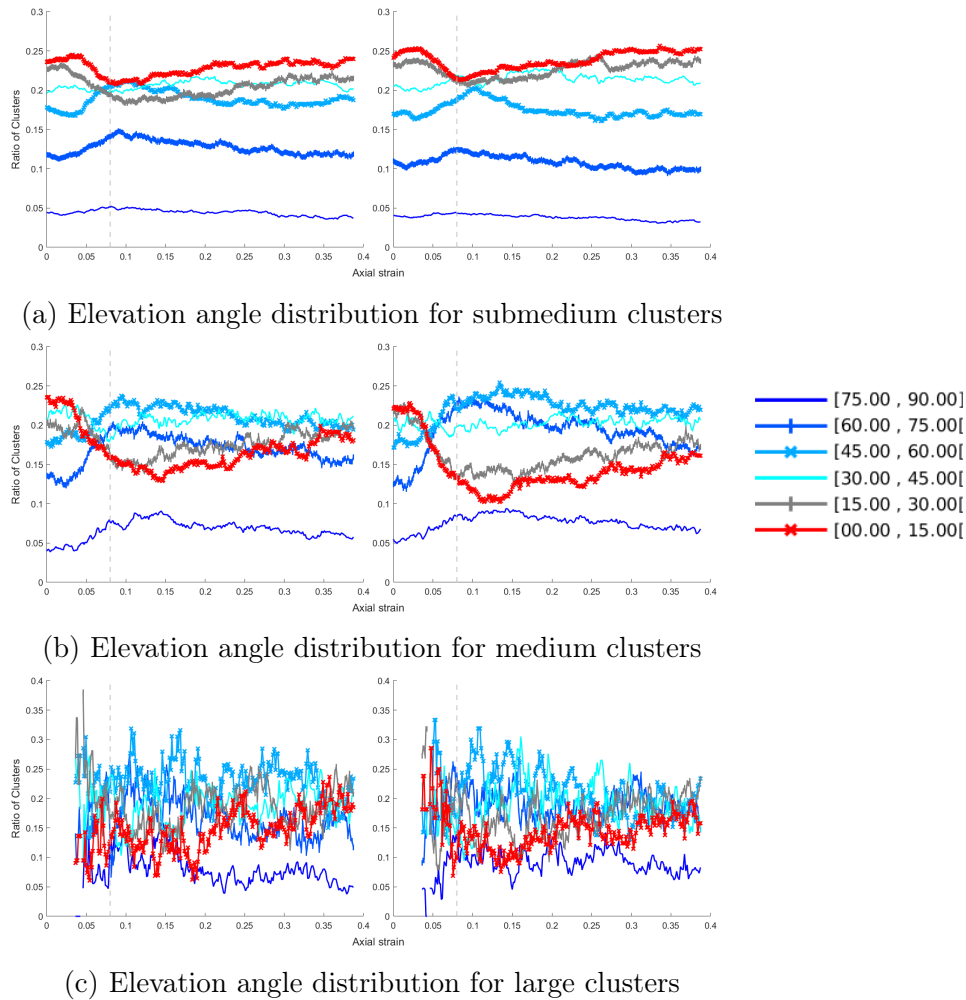 0.3
0.25
0.2
0.15
0.1
0.05
0
Ratio of Clusters
0 0.05 0.1 0.15 0.2 0.25 0.3 0.35 0.4
Axial strain
0.3
0.25
0.2
0.15
0.1
0.05
0
0 0.05 0.1 0.15 0.2 0.25 0.3 0.35 0.4
Axial strain
(a) Elevation angle distribution for submedium clusters
0.3
0.25
0.2
0.15
0.1
0.05
0
Ratio of Clusters
0 0.05 0.1 0.15 0.2 0.25 0.3 0.35 0.4
Axial strain
0.3
0.25
0.2
0.15
0.1
0.05
0
0 0.05 0.1 0.15 0.2 0.25 0.3 0.35 0.4
Axial strain
[75.00 , 90.00]
[60.00 , 75.00[
[45.00 , 60.00[
[30.00 , 45.00[
[15.00 , 30.00[
[00.00 , 15.00[
(b) Elevation angle distribution for medium clusters
0.4
0.35
0.3
0.25
0.2
0.15
0.1
0.05
0
Ratio of Clusters
0 0.05 0.1 0.15 0.2 0.25 0.3 0.35 0.4
Axial strain
0.4
0.35
0.3
0.25
0.2
0.15
0.1
0.05
0
0 0.05 0.1 0.15 0.2 0.25 0.3 0.35 0.4
Axial strain
(c) Elevation angle distribution for large clusters